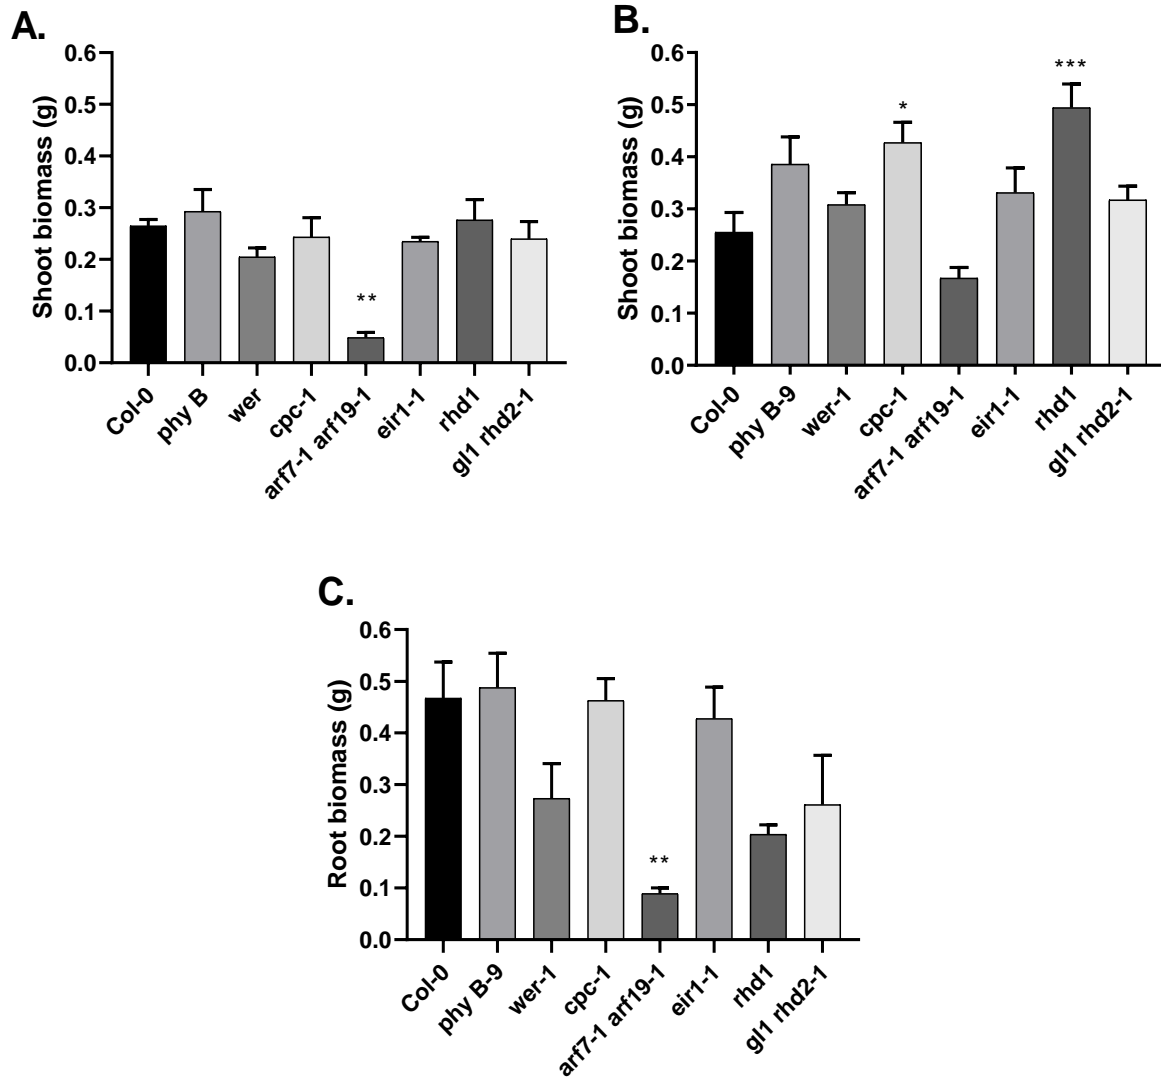 A.
Shoot biomass (g)
0.6
0.5
0.4
0.3
0.2
0.1
0.0
**
Col-0
phy B
wer
cpc-1
arf7-1 arf19-1
eir1-1
rhd1
gl1 rhd2-1
B.
Shoot biomass (g)
0.6
0.5
0.4
0.3
0.2
0.1
0.0
*
***
Col-0
phy B-9
wer-1
cpc-1
arf7-1 arf19-1
eir1-1
rhd1
gl1 rhd2-1
C.
Root biomass (g)
0.6
0.5
0.4
0.3
0.2
0.1
0.0
**
Col-0
phy B-9
wer-1
cpc-1
arf7-1 arf19-1
eir1-1
rhd1
gl1 rhd2-1